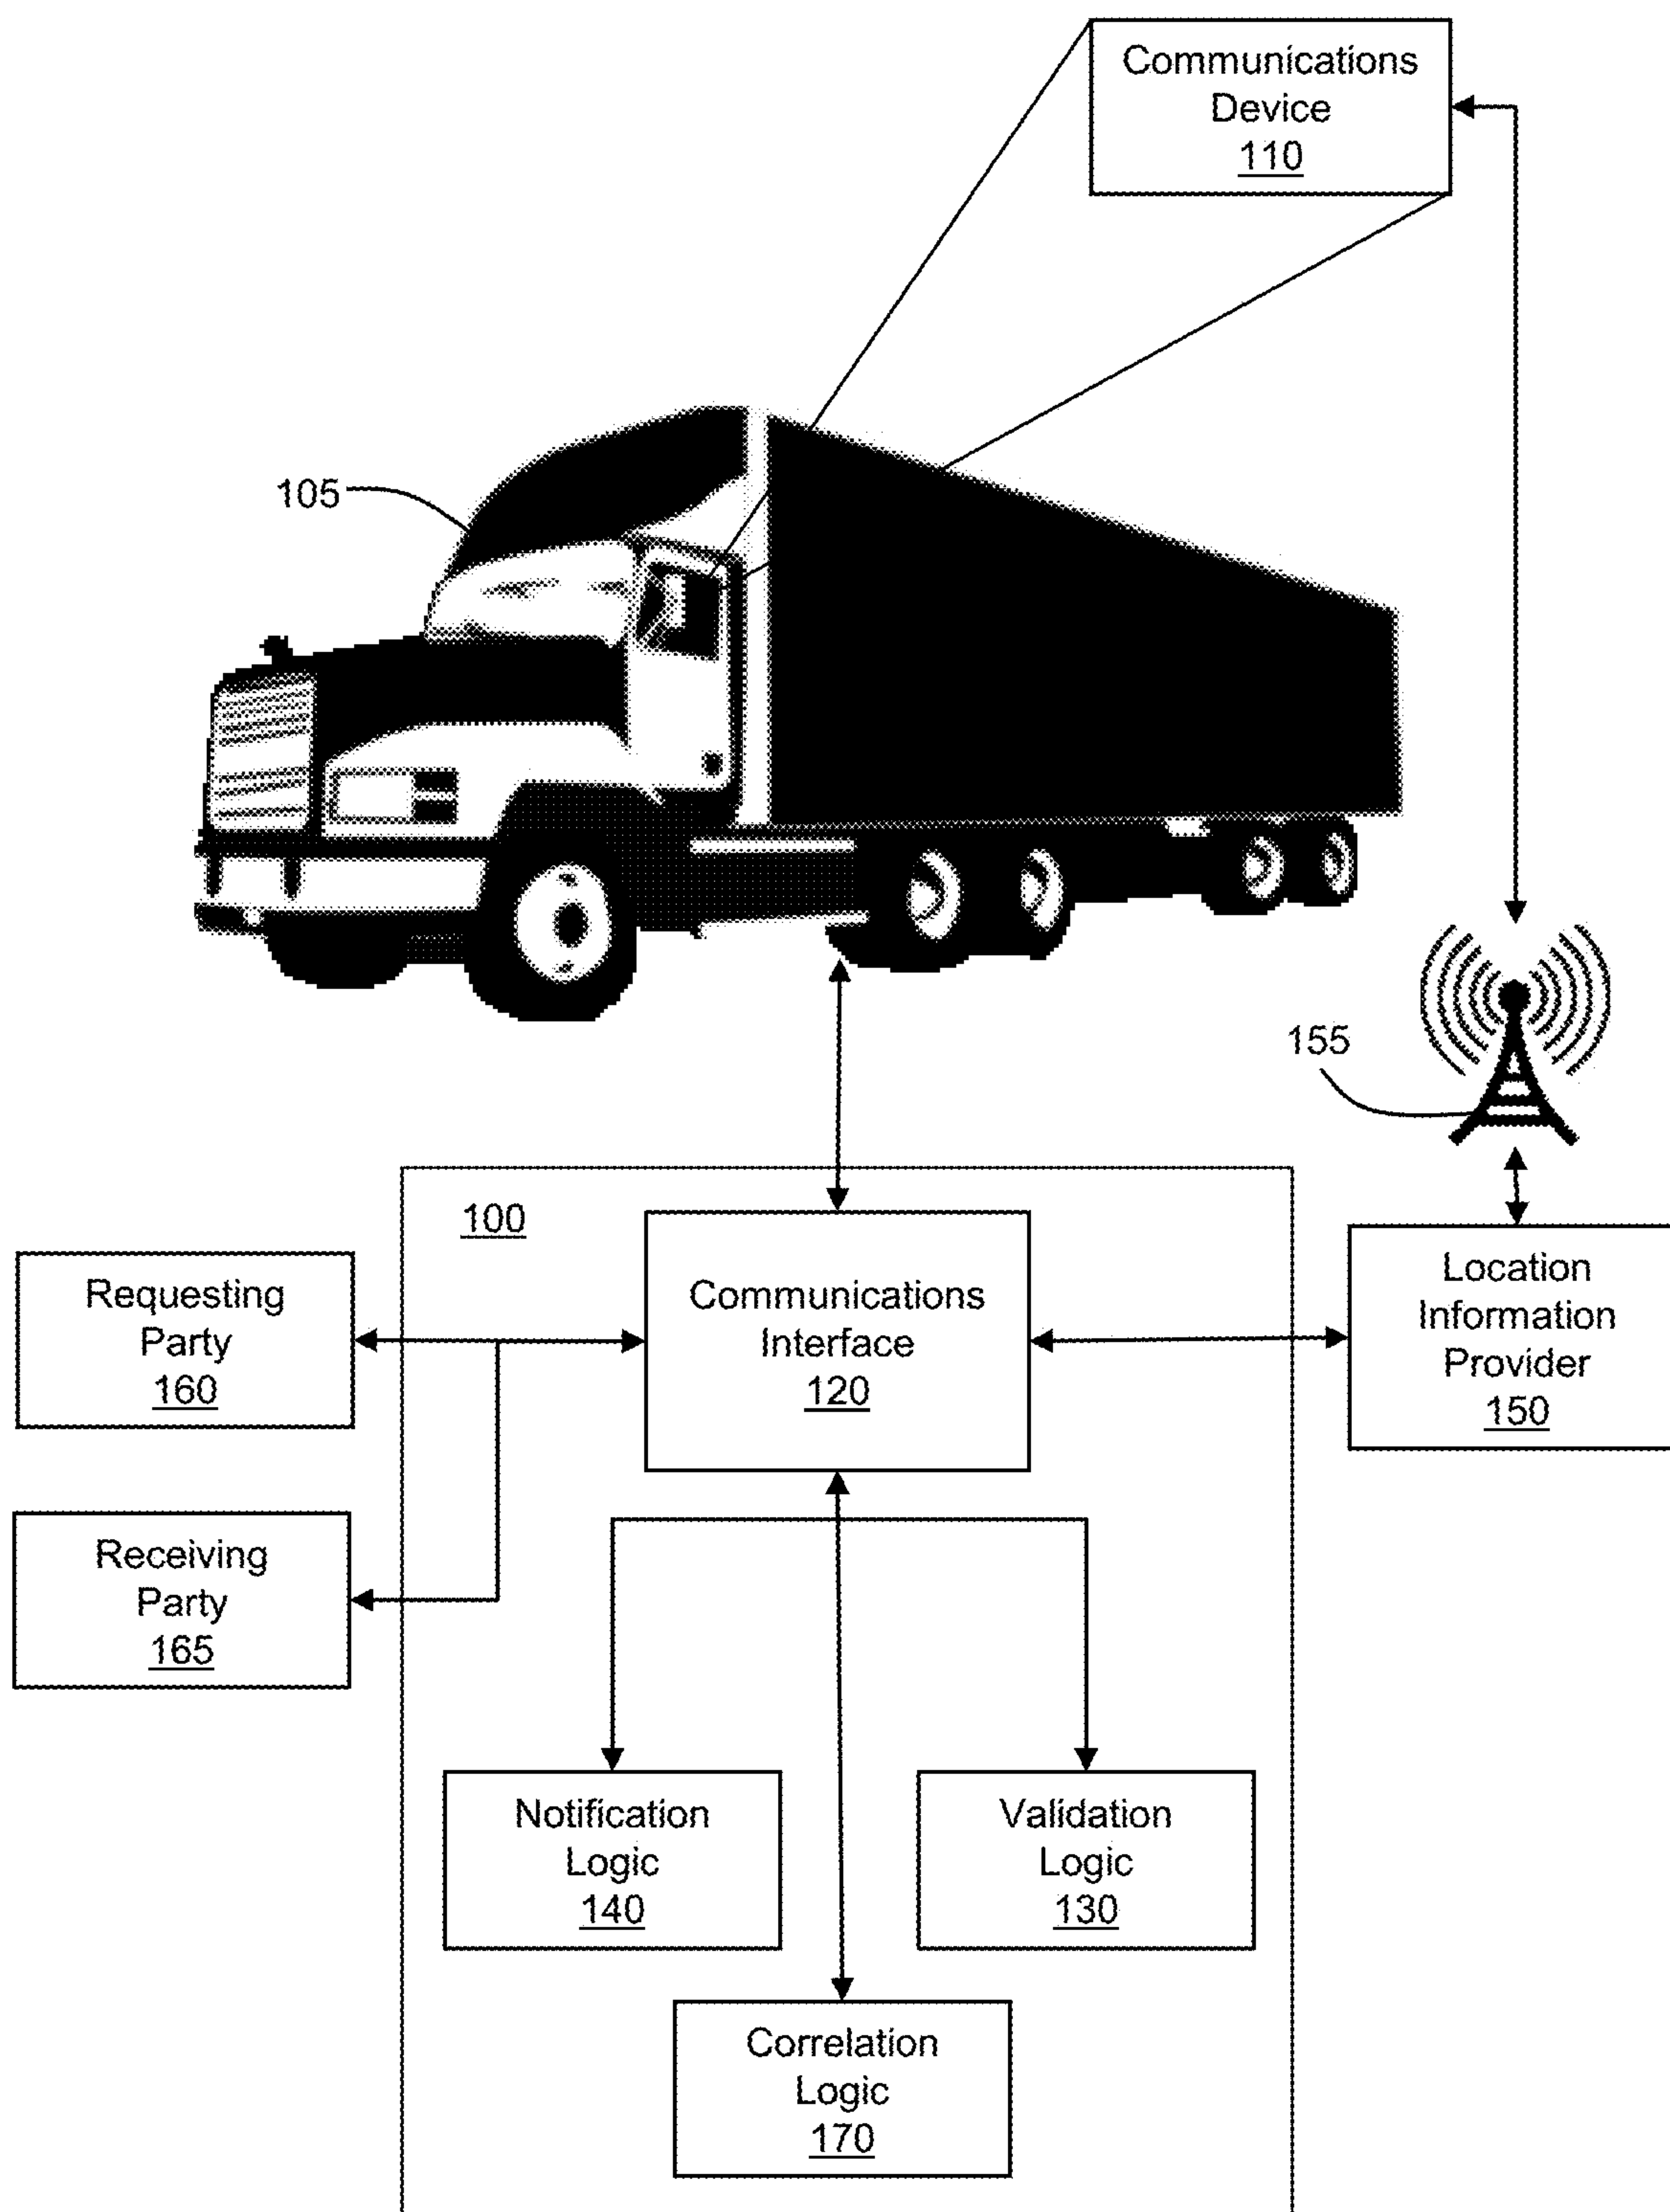 Communications
Device
110
105
155
100
Requesting
Party
160
Communications
Interface
120
Location
Information
Provider
150
Receiving
Party
165
Notification
Logic
140
Validation
Logic
130
Correlation
Logic
170